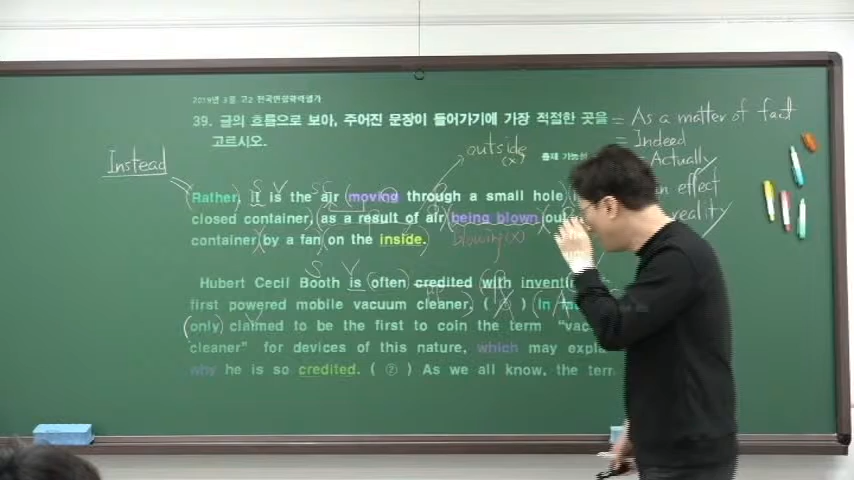 2019년 3월 고2 전국연합학력평가
39. 글의 흐름으로 보아, 주어진 문장이 들어가기에 가장 적절한 곳을
고르시오.
출제 가능성
= As a matter of fact
= Indeed
Actually
in effect
reality
Instead
outside
(x)
S V S S
Rather, it is the air moving through a small hole
closed container, as a result of air being blown out
container by a fan on the inside.
blowing (x)
S V
Hubert Cecil Booth is often credited with
first powered mobile vacuum cleaner, ( ① ) (In
only) claimed to be the first to coin the term
cleaner" for devices of this nature, which may
why he is so credited. ( ② ) As we all know, the